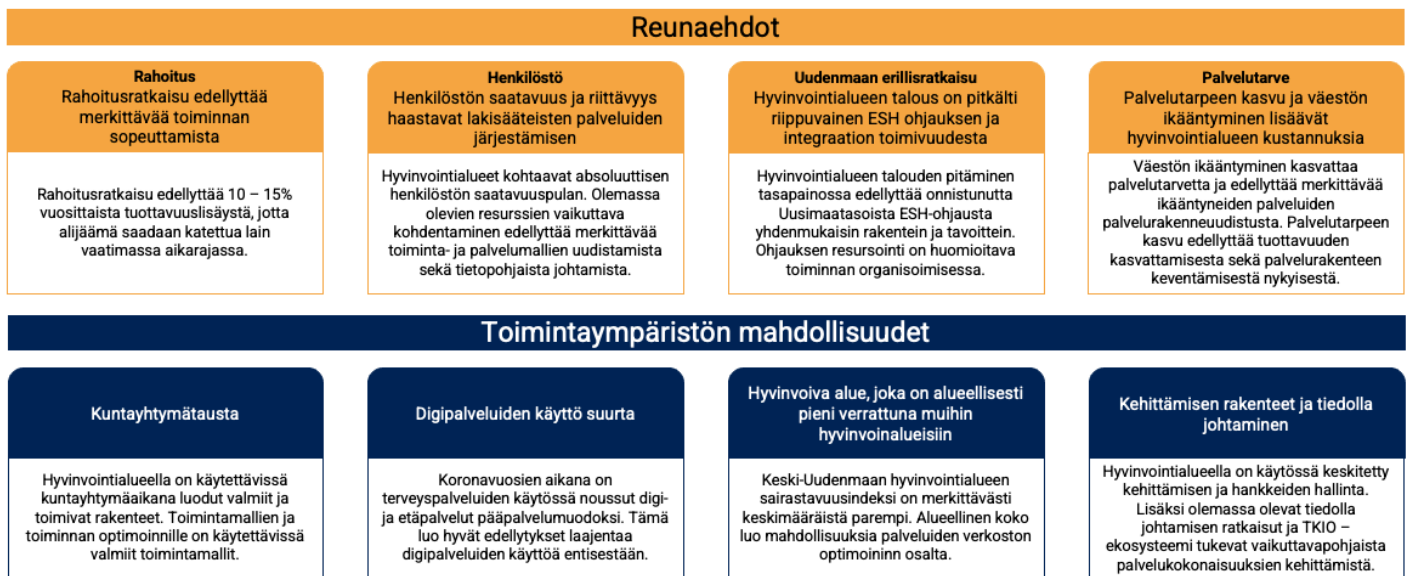 Reunaehdot
Rahoitus
Rahoitusratkaisu edellyttää
merkittävää toiminnan
sopeuttamista
Rahoitusratkaisu edellyttää 10 – 15%
vuosittaista tuottavuuslisäystä, jotta
alijäämä saadaan katettua lain
vaatimassa aikarajassa.
Henkilöstö
Henkilöstön saatavuus ja riittävyys
haastavat lakisääteisten palveluiden
järjestämisen
Hyvinvointialueet kohtaavat absoluuttisen
henkilöstön saatavuuspulan. Olemassa
olevien resurssien vaikuttava
kohdentaminen edellyttää merkittävää
toiminta- ja palvelumallien uudistamista
sekä tietopohjaista johtamista.
Uudenmaan erillisratkaisu
Hyvinvointialueen talous on pitkälti
riippuvainen ESH ohjauksen ja
integraation toimivuudesta
Hyvinvointialueen talouden pitäminen
tasapainossa edellyttää onnistunutta
Uusimaatasoista ESH-ohjausta
yhdenmukaisin rakentein ja tavoittein.
Ohjauksen resursointi on huomioitava
toiminnan organisoimisessa.
Palvelutarve
Palvelutarpeen kasvu ja väestön
ikääntyminen lisäävät
hyvinvointialueen kustannuksia
Väestön ikääntyminen kasvattaa
palvelutarvetta ja edellyttää merkittävää
ikääntyneiden palveluiden
palvelurakenneuudistusta. Palvelutarpeen
kasvu edellyttää tuottavuuden
kasvattamisesta sekä palvelurakenteen
keventämisestä nykyisestä.
Toimintaympäristön mahdollisuudet
Kuntayhtymätausta
Hyvinvointialueella on käytettävissä
kuntayhtymäaikana luodut valmiit ja
toimivat rakenteet. Toimintamallien ja
toiminnan optimoinnille on käytettävissä
valmiit toimintamallit.
Digipalveluiden käyttö suurta
Koronavuosien aikana on
terveyspalveluiden käytössä noussut digi-
ja etäpalvelut pääpalvelumuodoksi. Tämä
luo hyvät edellytykset laajentaa
digipalveluiden käyttöä entisestään.
Hyvinvoiva alue, joka on alueellisesti
pieni verrattuna muihin
hyvinvoinalueisiin
Keski-Uudenmaan hyvinvointialueen
sairastavuusindeksi on merkittävästi
keskimääräistä parempi. Alueellinen koko
luo mahdollisuuksia palveluiden verkoston
optimoininn osalta.
Kehittämisen rakenteet ja tiedolla
johtaminen
Hyvinvointialueella on käytössä keskitetty
kehittämisen ja hankkeiden hallinta.
Lisäksi olemassa olevat tiedolla
johtamisen ratkaisut ja TKIO –
ekosysteemi tukevat vaikuttavapohjaista
palvelukokonaisuuksien kehittämistä.